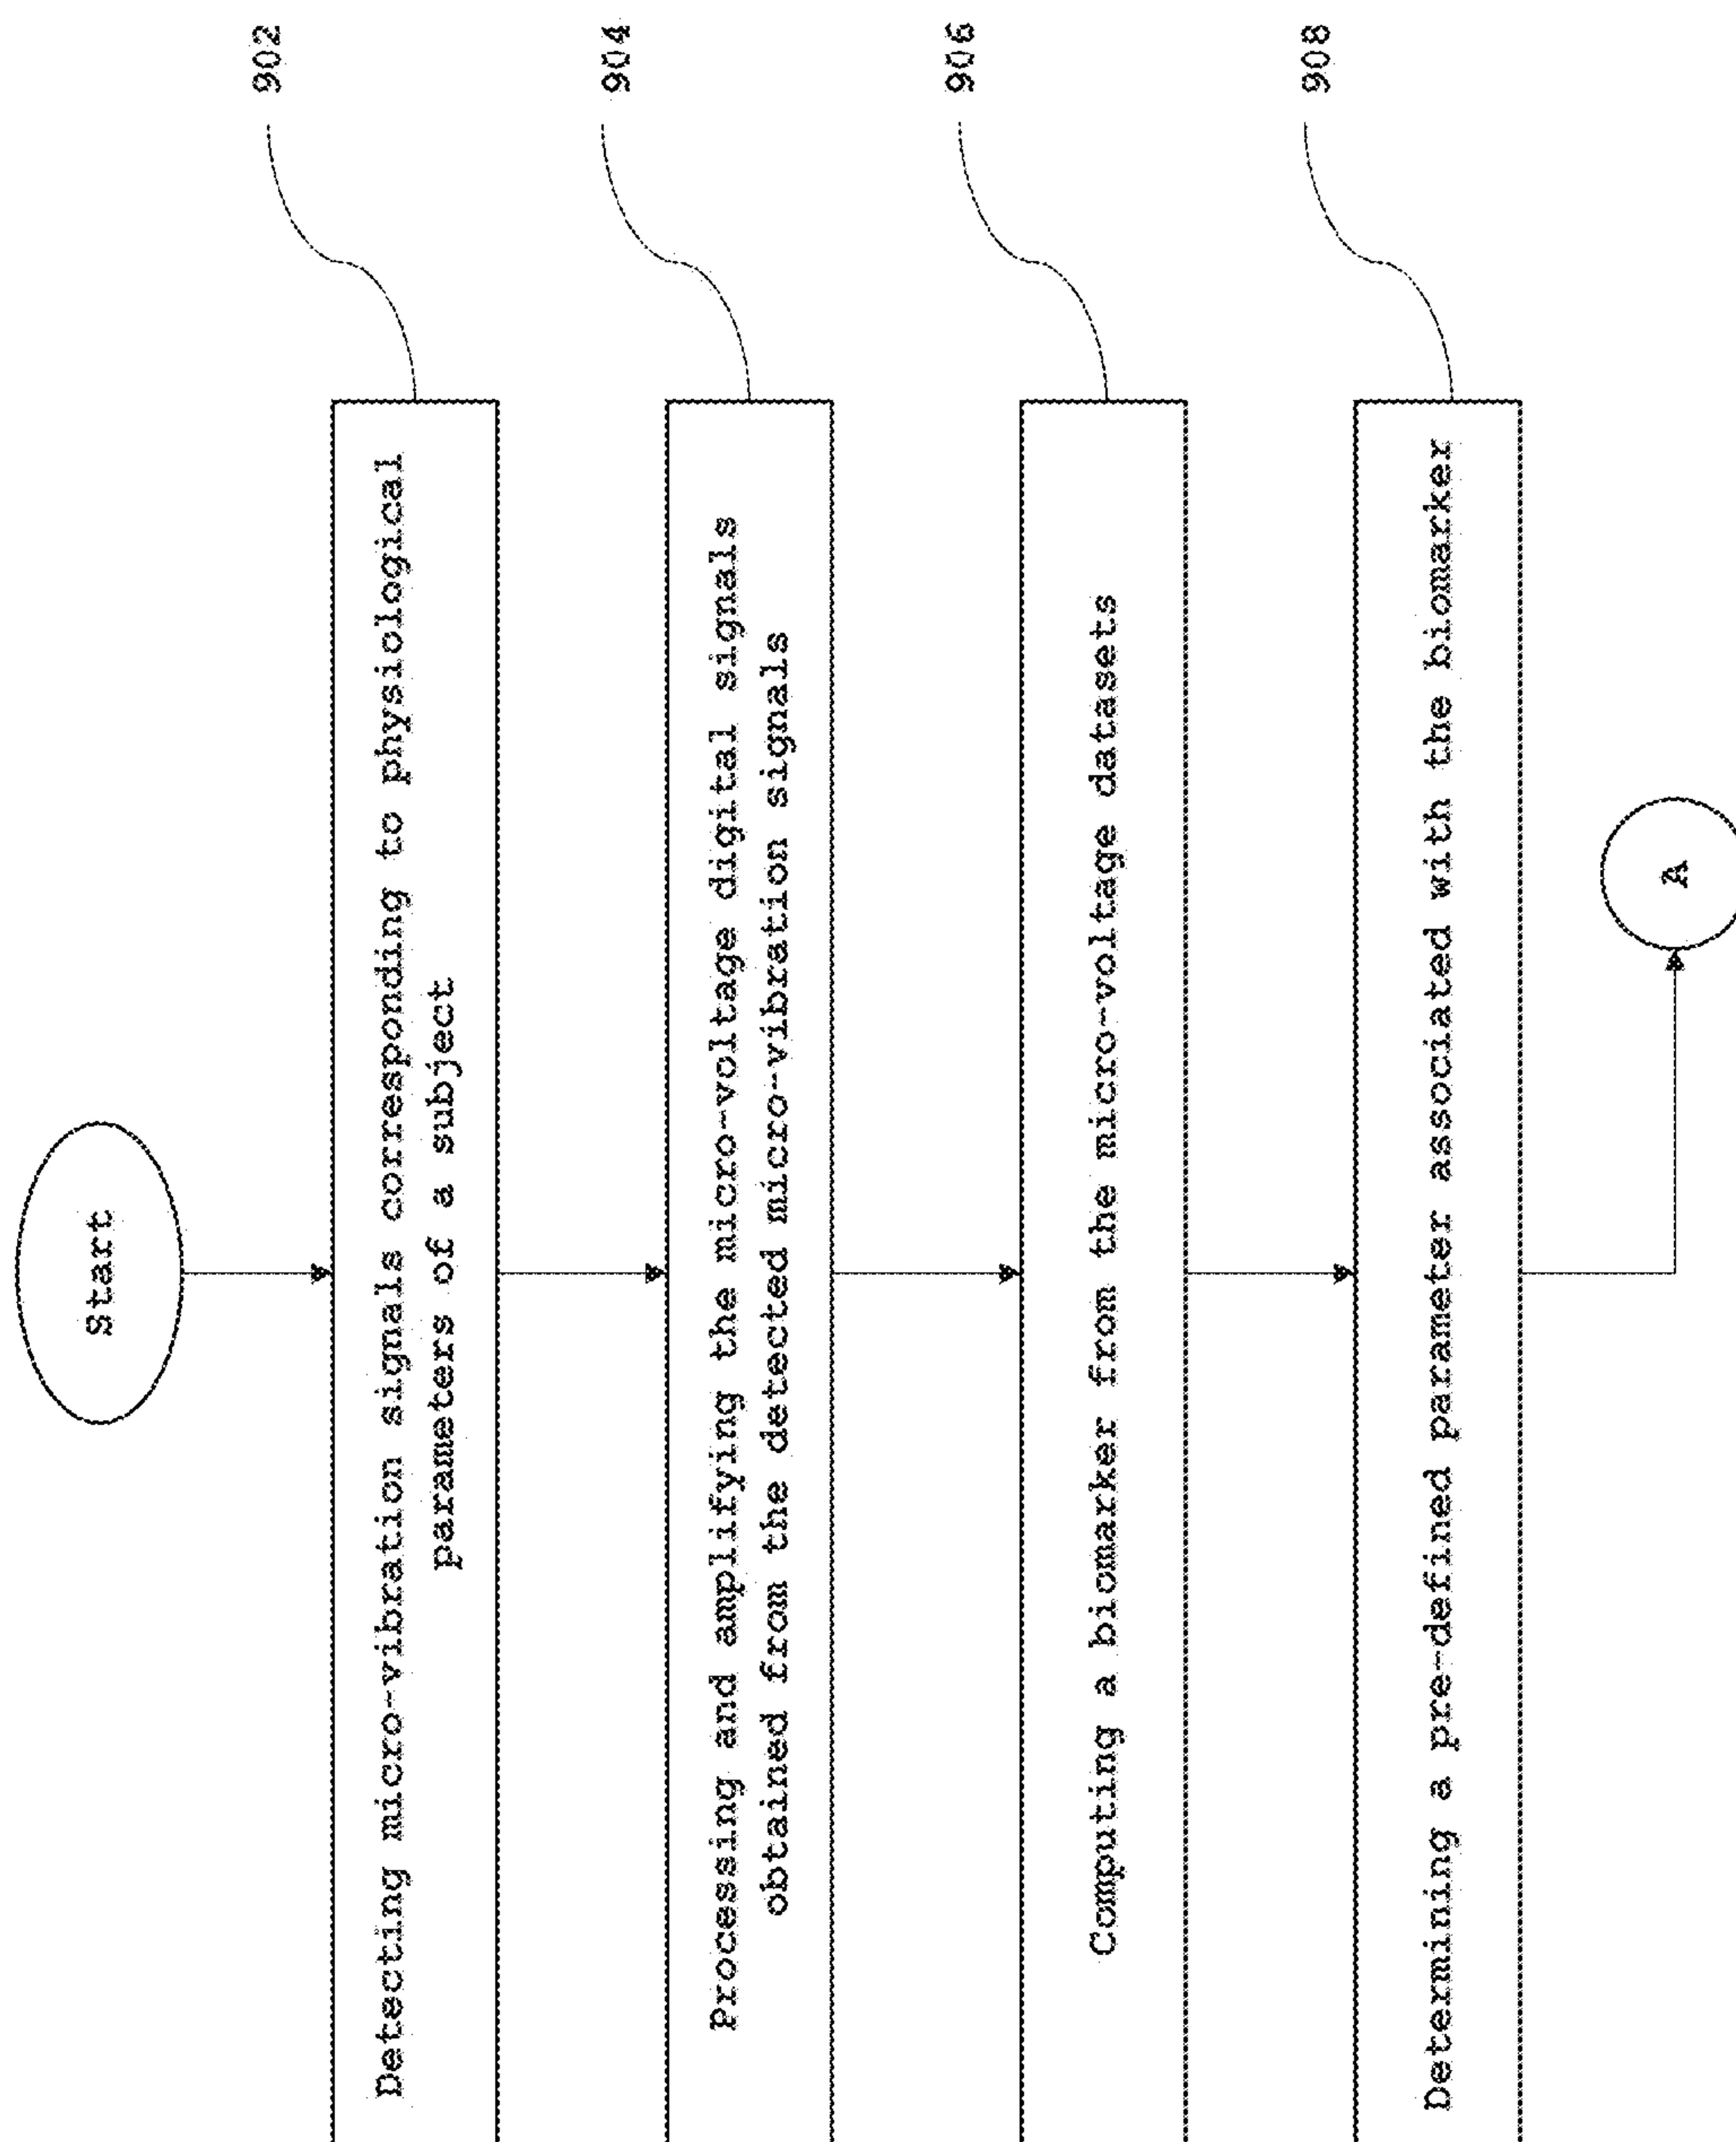 Start
Detecting micro-vibration signals corresponding to physiological
parameters of a subject
902
Processing and amplifying the micro-voltage digital signals
obtained from the detected micro-vibration signals
904
Computing a biomarker from the micro-voltage datasets
906
Determining a pre-defined parameter associated with the biomarker
908
A